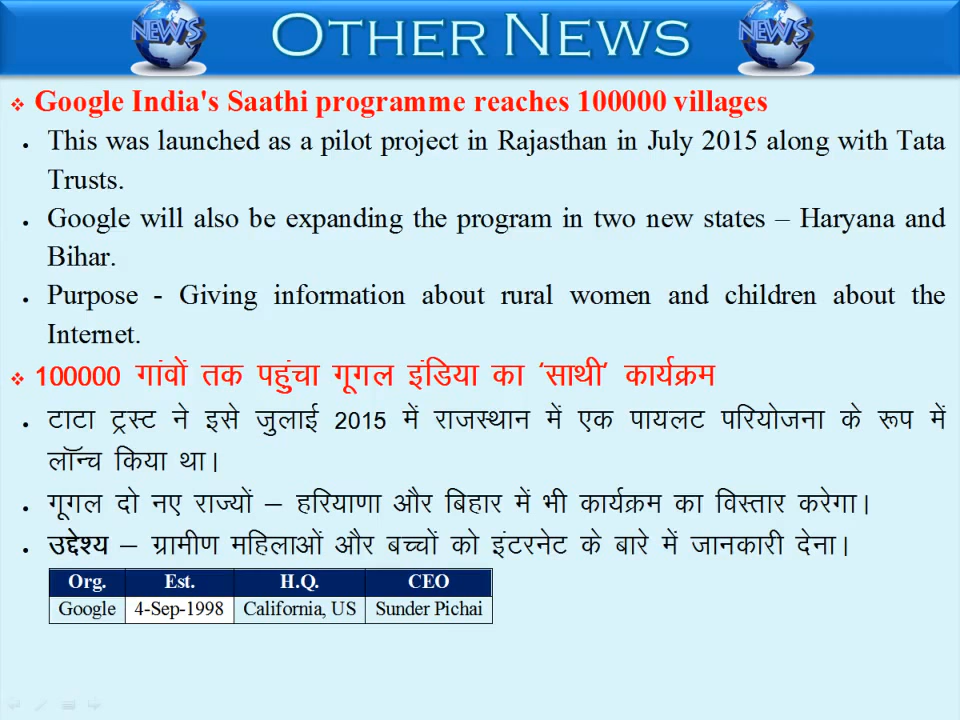 NEWS OTHER NEWS NEWS
❖ Google India's Saathi programme reaches 100000 villages
• This was launched as a pilot project in Rajasthan in July 2015 along with Tata
Trusts.
• Google will also be expanding the program in two new states – Haryana and
Bihar.
• Purpose - Giving information about rural women and children about the
Internet.
❖ 100000 गांवों तक पहुंचा गूगल इंडिया का 'साथी' कार्यक्रम
• टाटा ट्रस्ट ने इसे जुलाई 2015 में राजस्थान में एक पायलट परियोजना के रूप में
लॉन्च किया था।
• गूगल दो नए राज्यों – हरियाणा और बिहार में भी कार्यक्रम का विस्तार करेगा।
• उद्देश्य – ग्रामीण महिलाओं और बच्चों को इंटरनेट के बारे में जानकारी देना।
Org. Est. H.Q. CEO
Google 4-Sep-1998 California, US Sunder Pichai